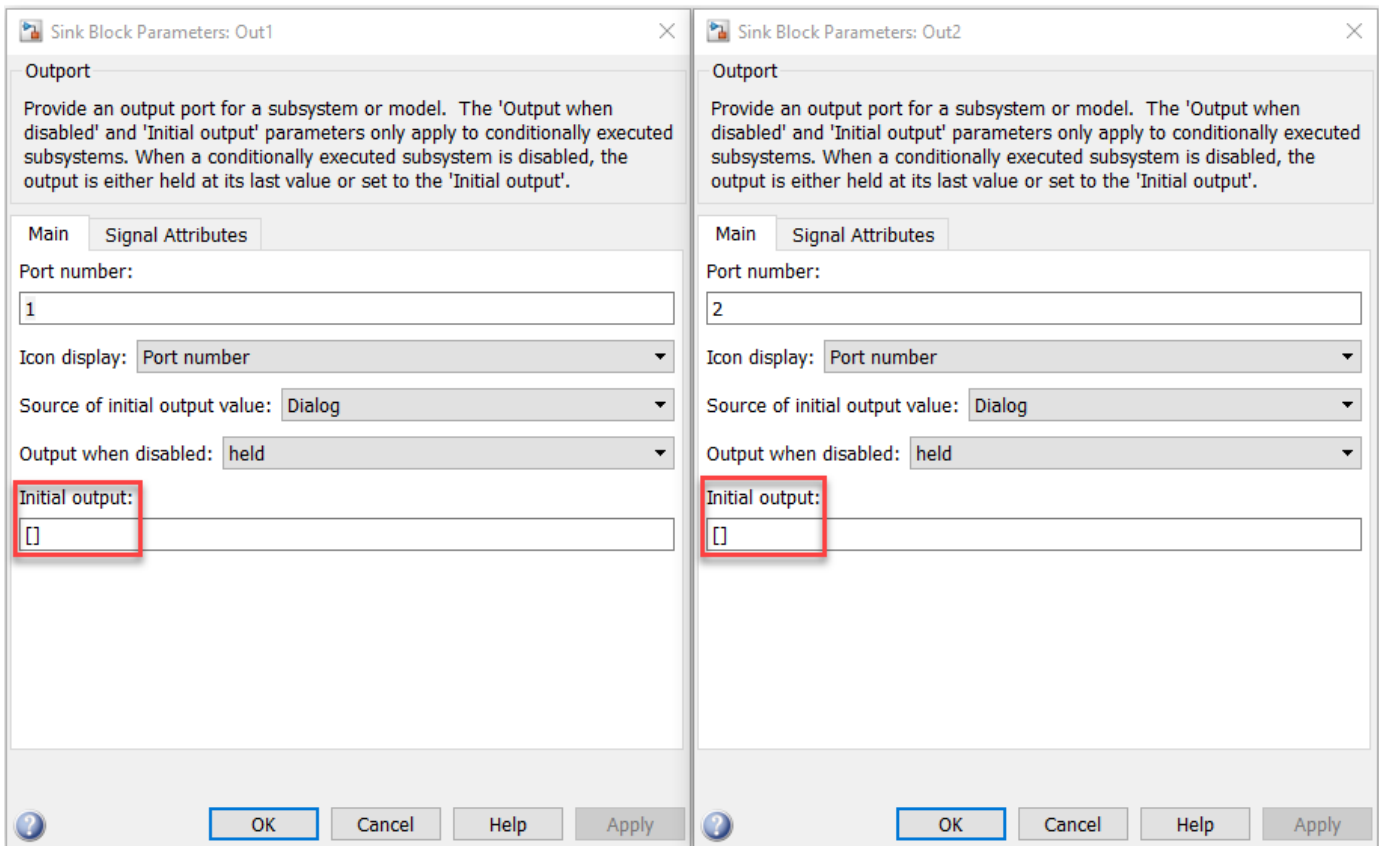 Sink Block Parameters: Out1
Outport
Provide an output port for a subsystem or model. The 'Output when
disabled' and 'Initial output' parameters only apply to conditionally executed
subsystems. When a conditionally executed subsystem is disabled, the
output is either held at its last value or set to the 'Initial output'.
Main
Signal Attributes
Port number:
1
Icon display: Port number
Source of initial output value: Dialog
Output when disabled: held
Initial output:
[]
OK
Cancel
Help
Apply
Sink Block Parameters: Out2
Outport
Provide an output port for a subsystem or model. The 'Output when
disabled' and 'Initial output' parameters only apply to conditionally executed
subsystems. When a conditionally executed subsystem is disabled, the
output is either held at its last value or set to the 'Initial output'.
Main
Signal Attributes
Port number:
2
Icon display: Port number
Source of initial output value: Dialog
Output when disabled: held
Initial output:
[]
OK
Cancel
Help
Apply